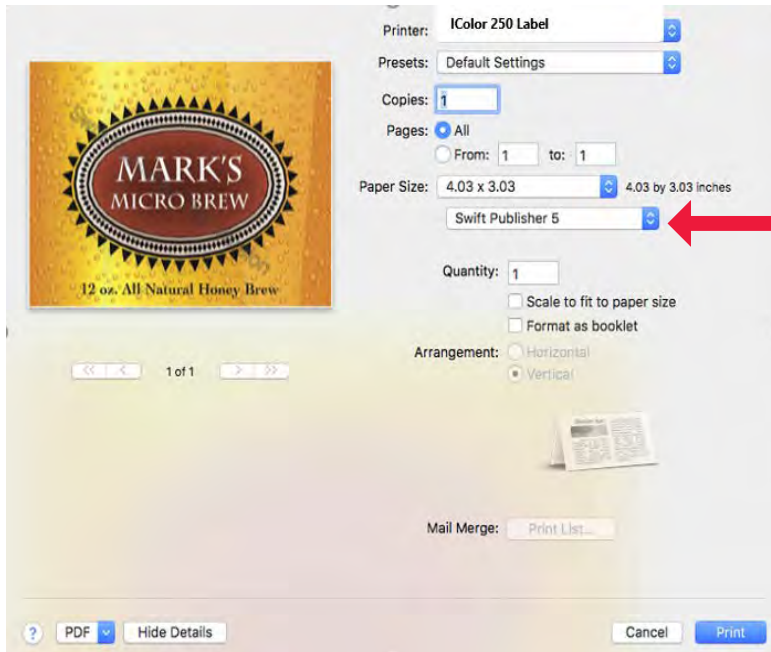 Printer: IColor 250 Label
Presets: Default Settings
Copies: 1
Pages: All
From: 1 to: 1
Paper Size: 4.03 x 3.03 4.03 by 3.03 inches
Swift Publisher 5
Quantity: 1
Scale to fit to paper size
Format as booklet
Arrangement: Horizontal
Vertical
MARK'S
MICRO BREW
12 oz. All Natural Honey Brew
<< < 1 of 1 > >>
Mail Merge: Print List...
? PDF Hide Details Cancel Print